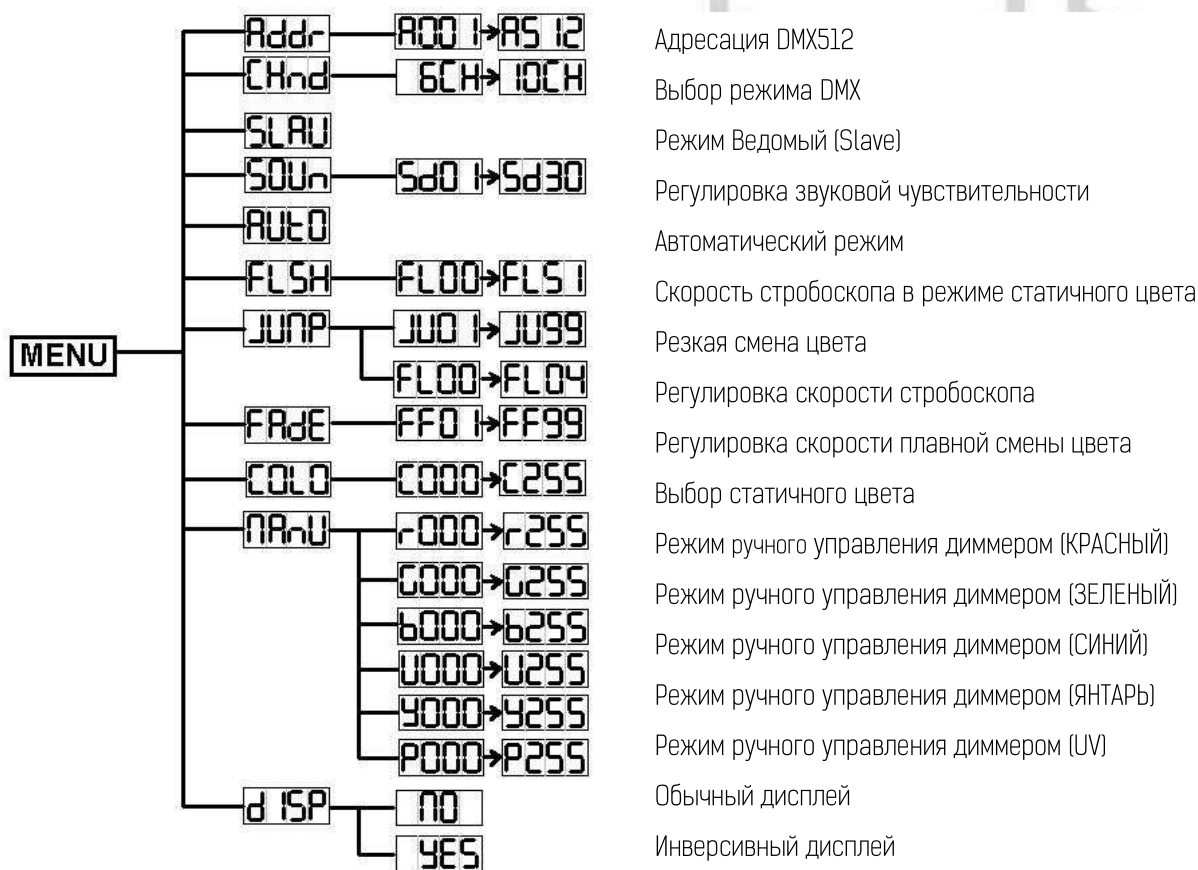 Addr A001 → A512 Адресация DMX512
CHnd 6CH → 10CH Выбор режима DMX
SLAU Режим Ведомый (Slave)
SOUn Sd01 → Sd30 Регулировка звуковой чувствительности
AUtO Автоматический режим
FLSH FL00 → FLS1 Скорость стробоскопа в режиме статичного цвета
JUMP JU01 → JU99 Резкая смена цвета
MENU
FL00 → FL04 Регулировка скорости стробоскопа
FAdE FF01 → FF99 Регулировка скорости плавной смены цвета
COLO C000 → C255 Выбор статичного цвета
MAnU r000 → r255 Режим ручного управления диммером (КРАСНЫЙ)
G000 → G255 Режим ручного управления диммером (ЗЕЛЕНЫЙ)
b000 → b255 Режим ручного управления диммером (СИНИЙ)
U000 → U255 Режим ручного управления диммером (ЯНТАРЬ)
Y000 → Y255 Режим ручного управления диммером (UV)
P000 → P255
dISP NO Обычный дисплей
YES Инверсивный дисплей